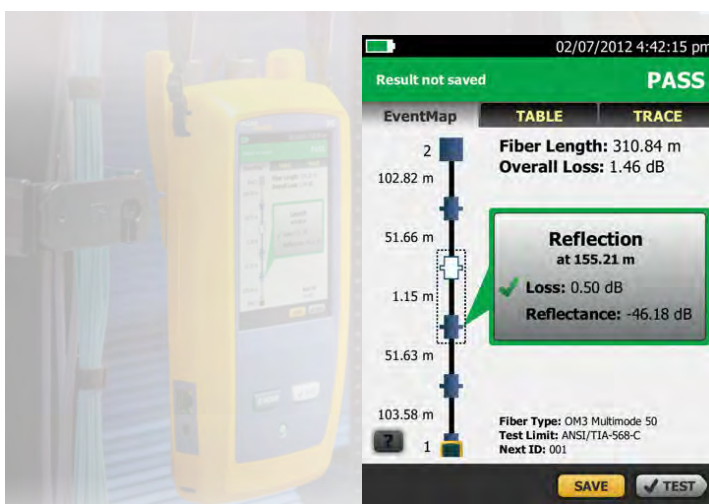 02/07/2012 4:42:15 pm
Result not saved PASS
EventMap TABLE TRACE
2 Fiber Length: 310.84 m
102.82 m Overall Loss: 1.46 dB
51.66 m Reflection
at 155.21 m
Loss: 0.50 dB
1.15 m Reflectance: -46.18 dB
51.63 m
103.58 m Fiber Type: OM3 Multimode 50
Test Limit: ANSI/TIA-568-C
? 1 Next ID: 001
SAVE TEST